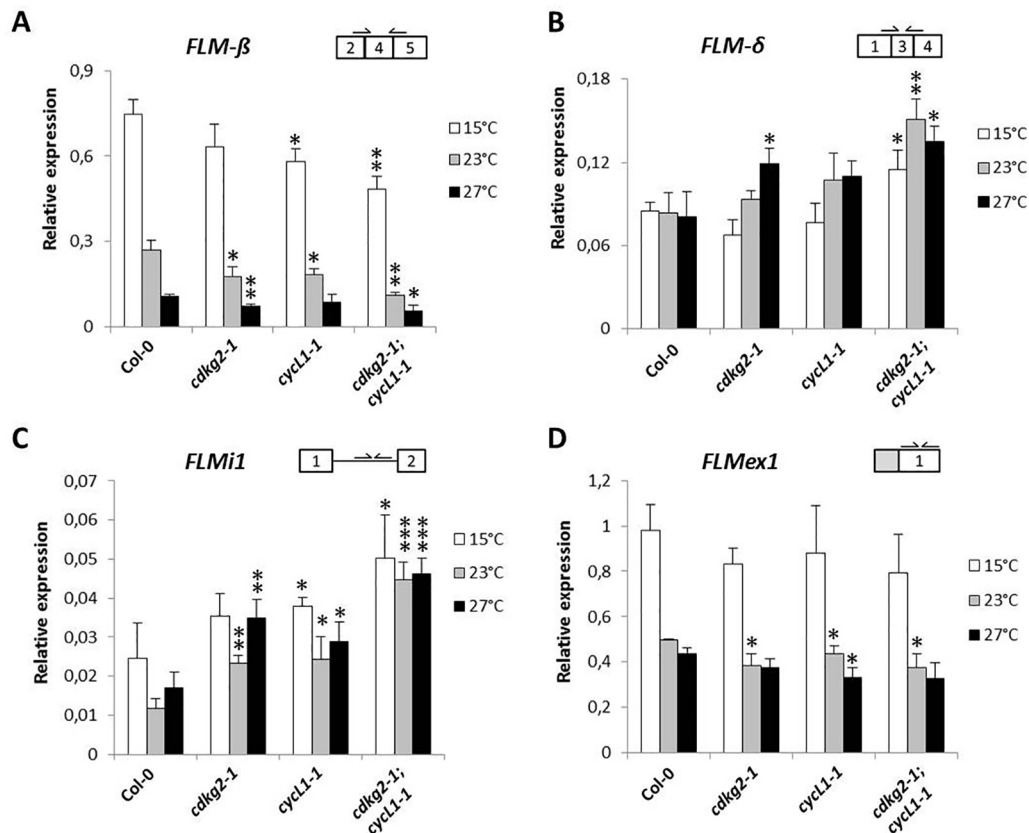 A
FLM-β
2 4 5
Relative expression
0,9
0,6
0,3
0
* * ** * * ** ** *
15°C
23°C
27°C
Col-0
cdkg2-1
cycL1-1
cdkg2-1;
cycL1-1
B
FLM-δ
1 3 4
Relative expression
0,18
0,12
0,06
0
* * ** *
15°C
23°C
27°C
Col-0
cdkg2-1
cycL1-1
cdkg2-1;
cycL1-1
C
FLMi1
1 2
Relative expression
0,07
0,06
0,05
0,04
0,03
0,02
0,01
0
** ** * * * * *** ***
15°C
23°C
27°C
Col-0
cdkg2-1
cycL1-1
cdkg2-1;
cycL1-1
D
FLMex1
1
Relative expression
1,2
1
0,8
0,6
0,4
0,2
0
* * * *
15°C
23°C
27°C
Col-0
cdkg2-1
cycL1-1
cdkg2-1;
cycL1-1